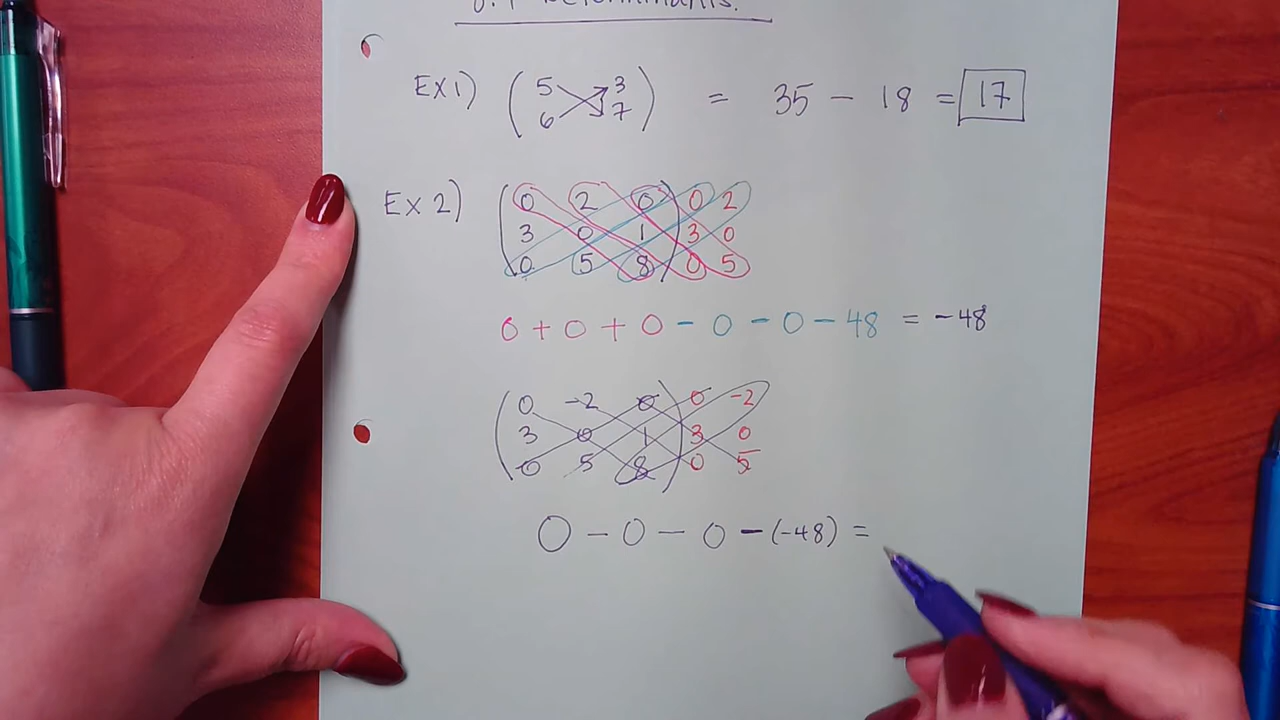 EX1) ( 5 3 = 35 - 18 = 17
6 7 )
Ex 2) ( 0 2 0 ) 0 2
3 0 1 3 0
0 5 8 0 5
0 + 0 + 0 - 0 - 0 - 48 = -48
( 0 -2 0 ) 0 -2
3 0 1 3 0
0 5 8 0 5
0 - 0 - 0 - (-48) =